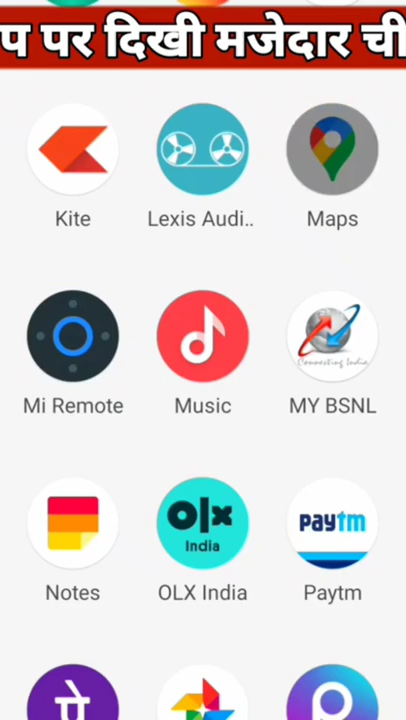 प पर दिखी मजेदार ची
Kite
Lexis Audi..
Maps
Mi Remote
Music
Connecting India
MY BSNL
Notes
olx
India
OLX India
paytm
Paytm
पे